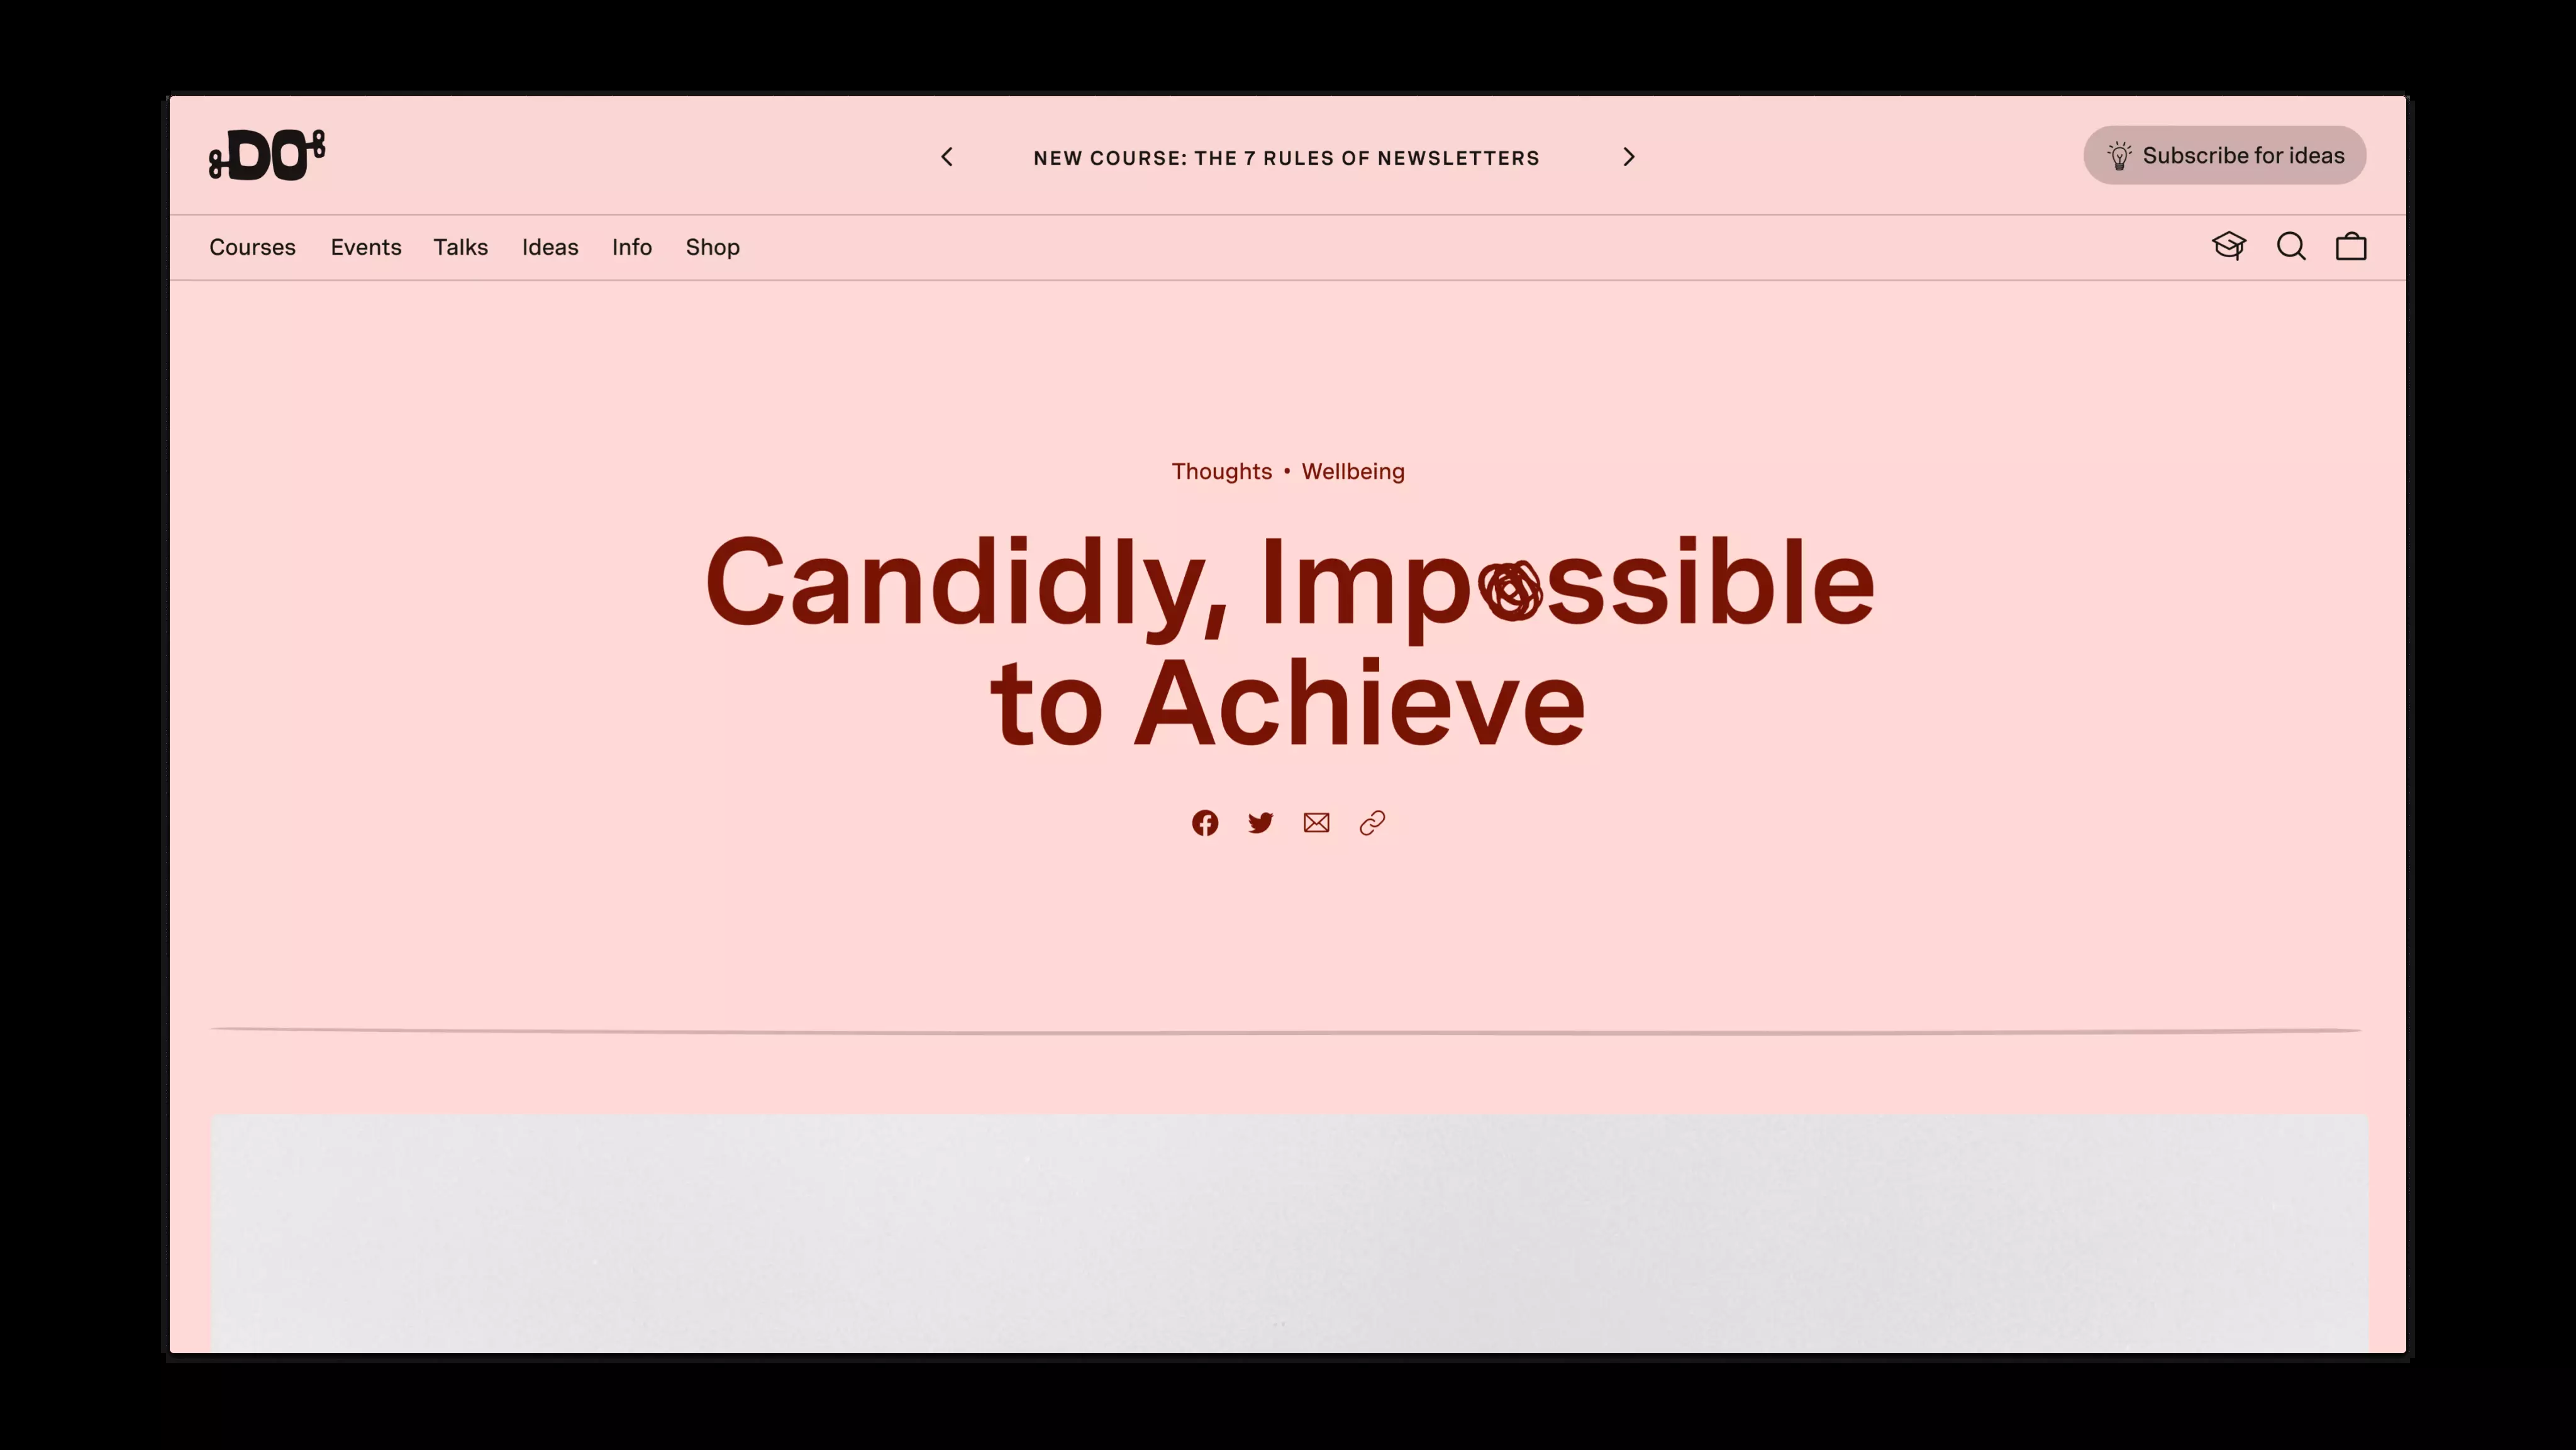 DO
NEW COURSE: THE 7 RULES OF NEWSLETTERS
Subscribe for ideas
Courses Events Talks Ideas Info Shop
Thoughts • Wellbeing
Candidly, Impossible
to Achieve